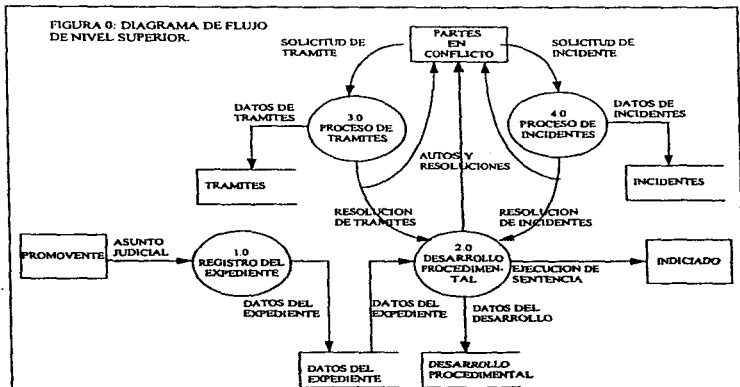 FIGURA 0: DIAGRAMA DE FLUJO
DE NIVEL SUPERIOR.
PARTES
EN
CONFLICTO
SOLICITUD DE
TRAMITE
SOLICITUD DE
INCIDENTE
DATOS DE
TRAMITES
3.0
PROCESO DE
TRAMITES
4.0
PROCESO DE
INCIDENTES
DATOS DE
INCIDENTES
TRAMITES
AUTOS Y
RESOLUCIONES
INCIDENTES
RESOLUCION
DE TRAMITES
RESOLUCION
DE INCIDENTES
PROMOVENTE
ASUNTO
JUDICIAL
1.0
REGISTRO DEL
EXPEDIENTE
2.0
DESARROLLO
PROCEDIMEN-
TAL
EJECUCION DE
SENTENCIA
INDICIADO
DATOS DEL
EXPEDIENTE
DATOS DEL
EXPEDIENTE
DATOS DEL
DESARROLLO
DATOS DEL
EXPEDIENTE
DESARROLLO
PROCEDIMENTAL